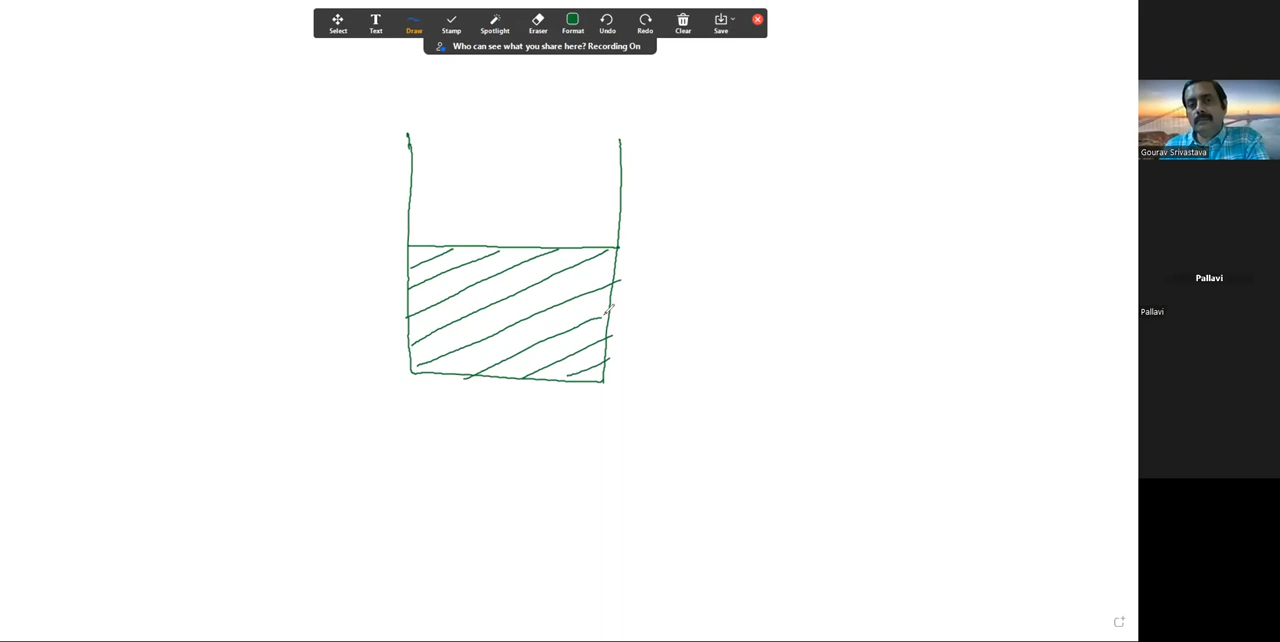 Select Text Draw Stamp Spotlight Eraser Format Undo Redo Clear Save
Who can see what you share here? Recording On
Gourav Srivastava
Pallavi
Pallavi